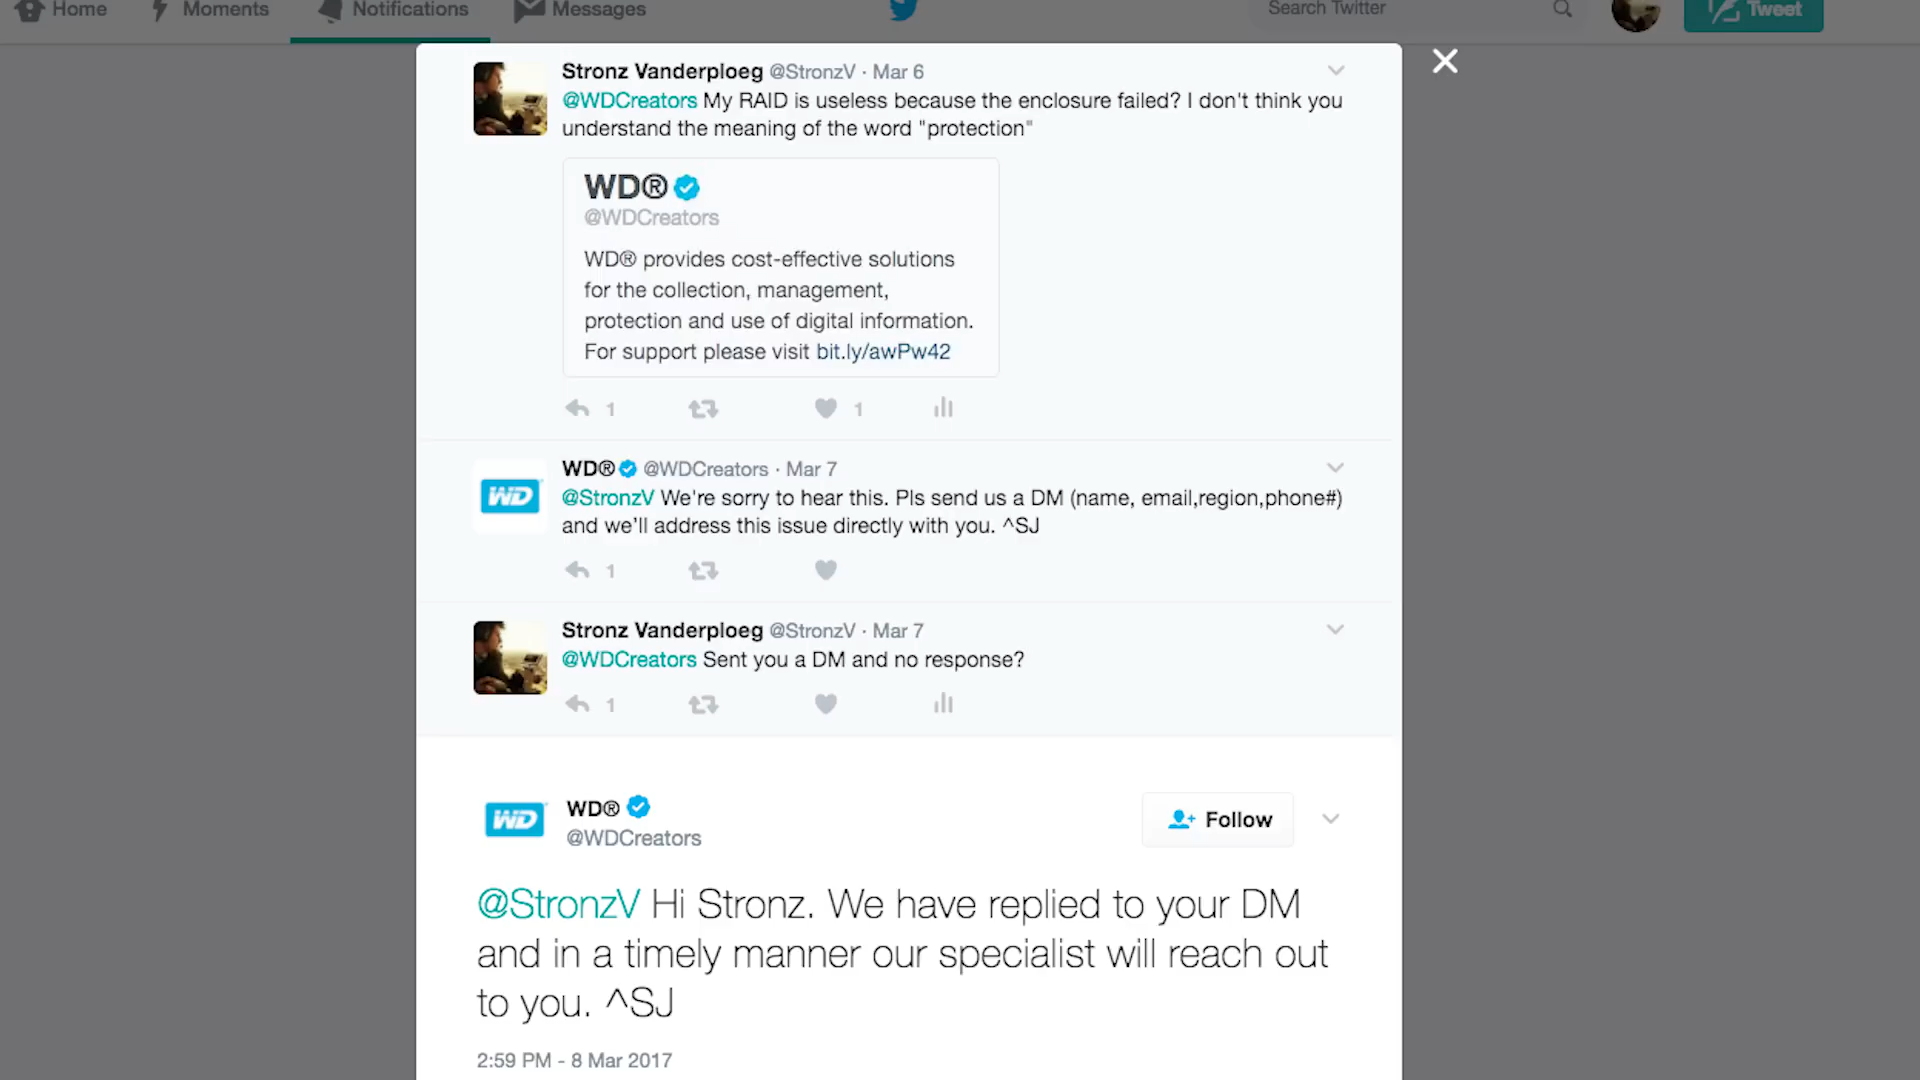 Home Moments Notifications Messages Search Twitter Tweet
Stronz Vanderploeg @StronzV · Mar 6
@WDCreators My RAID is useless because the enclosure failed? I don't think you
understand the meaning of the word "protection"
WD®
@WDCreators
WD® provides cost-effective solutions
for the collection, management,
protection and use of digital information.
For support please visit bit.ly/awPw42
1 1
WD
WD® @WDCreators · Mar 7
@StronzV We're sorry to hear this. Pls send us a DM (name, email,region,phone#)
and we'll address this issue directly with you. ^SJ
1
Stronz Vanderploeg @StronzV · Mar 7
@WDCreators Sent you a DM and no response?
1
WD
WD®
@WDCreators
Follow
@StronzV Hi Stronz. We have replied to your DM
and in a timely manner our specialist will reach out
to you. ^SJ
2:59 PM - 8 Mar 2017